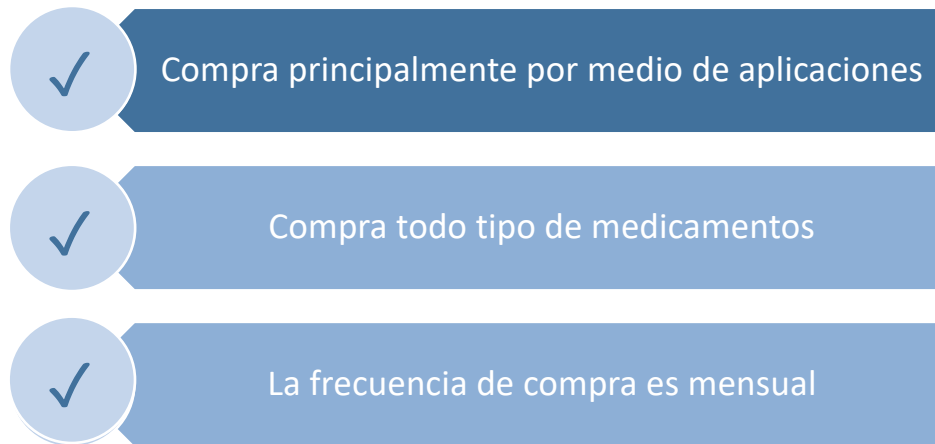 ✓
Compra principalmente por medio de aplicaciones
✓
Compra todo tipo de medicamentos
✓
La frecuencia de compra es mensual